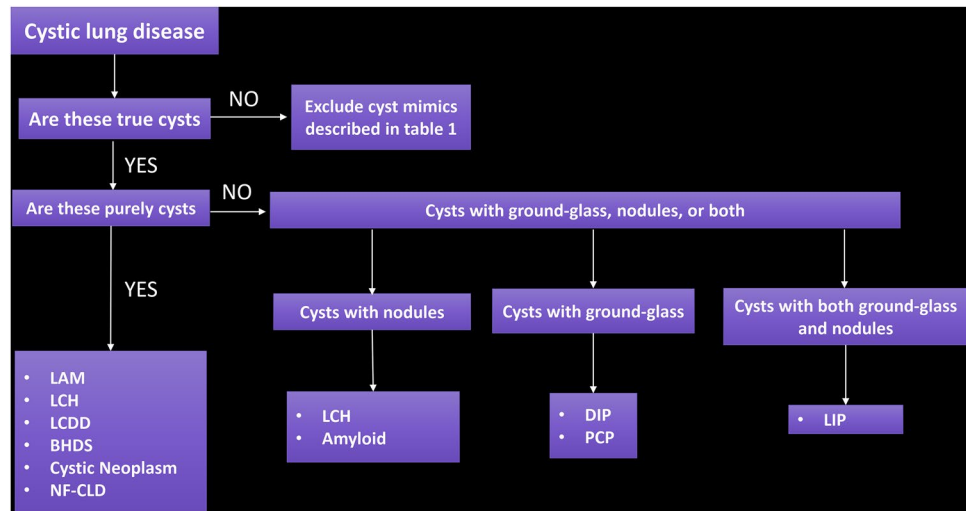 Cystic lung disease
NO
Are these true cysts
Exclude cyst mimics
described in table 1
YES
NO
Are these purely cysts
Cysts with ground-glass, nodules, or both
YES
Cysts with nodules
Cysts with ground-glass
Cysts with both ground-glass
and nodules
• LAM
• LCH
• LCDD
• BHDS
• Cystic Neoplasm
• NF-CLD
• LCH
• Amyloid
• DIP
• PCP
• LIP